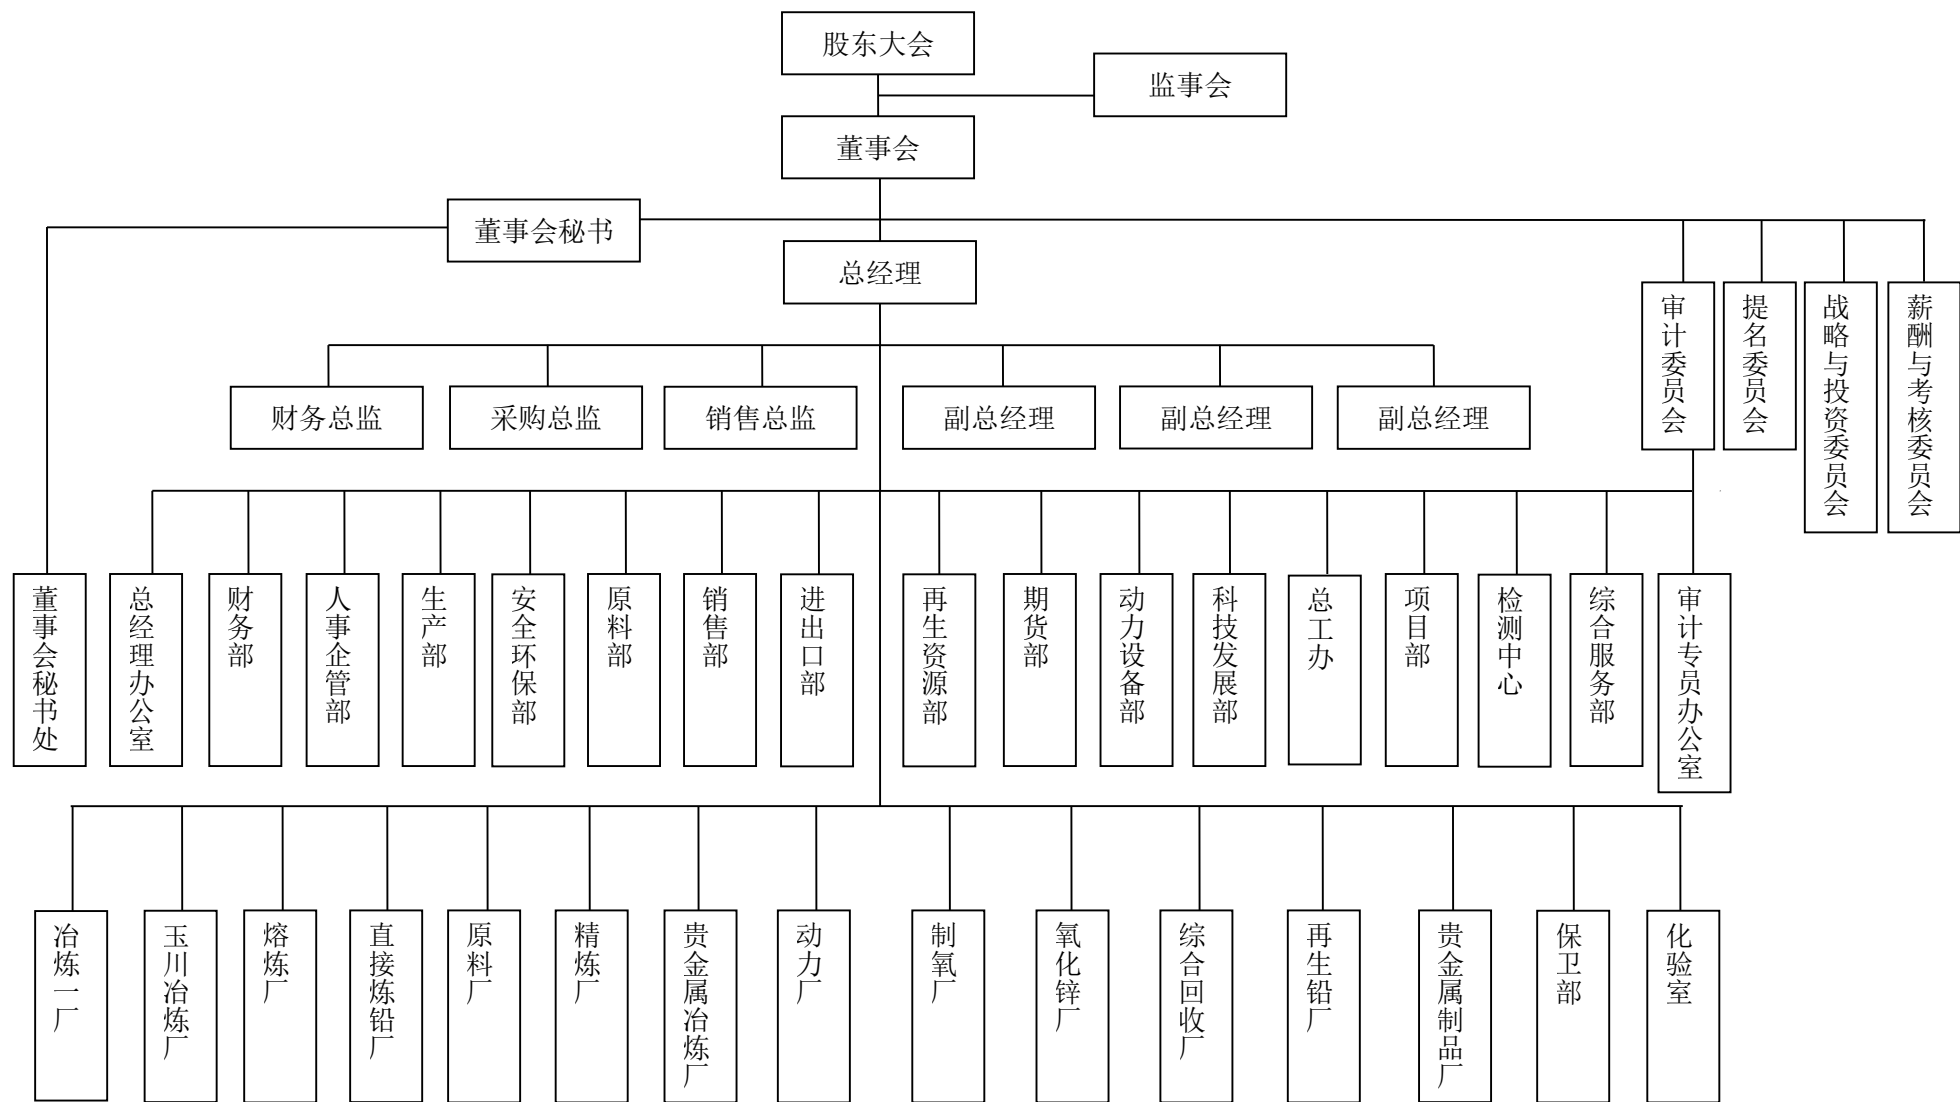 股东大会
监事会
董事会
董事会秘书
总经理
审计委员会
提名委员会
战略与投资委员会
薪酬与考核委员会
财务总监
采购总监
销售总监
副总经理
副总经理
副总经理
董事会秘书处
总经理办公室
财务部
人事企管部
生产部
安全环保部
原料部
销售部
进出口部
再生资源部
期货部
动力设备部
科技发展部
总工办
项目部
检测中心
综合服务部
审计专员办公室
冶炼一厂
玉川冶炼厂
熔炼厂
直接炼铅厂
原料厂
精炼厂
贵金属冶炼厂
动力厂
制氧厂
氧化锌厂
综合回收厂
再生铅厂
贵金属制品厂
保卫部
化验室